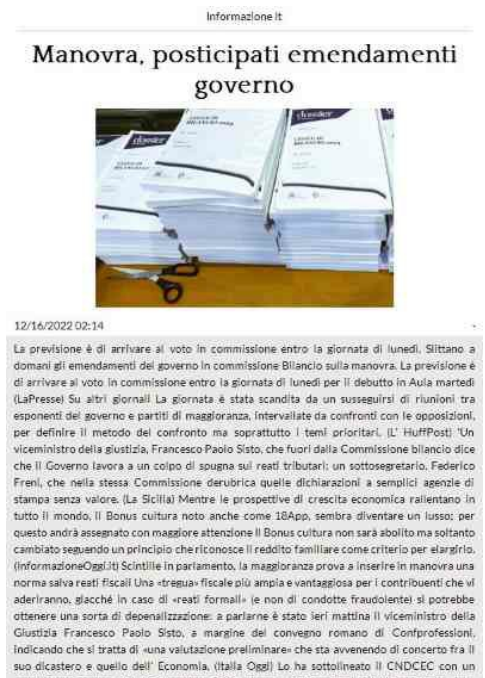 Informazione it
Manovra, posticipati emendamenti
governo
dossier
dossier
12/16/2022 02:14
La previsione è di arrivare al voto in commissione entro la giornata di lunedì. Slittano a
domani gli emendamenti del governo in commissione Bilancio sulla manovra. La previsione è
di arrivare al voto in commissione entro la giornata di lunedì per il debutto in Aula martedì
(LaPresse) Su altri giornali La giornata è stata scandita da un susseguirsi di riunioni tra
esponenti del governo e partiti di maggioranza, intervallate da confronti con le opposizioni,
per definire il metodo del confronto ma soprattutto i temi prioritari. (L' HuffPost) "Un
viceministro della giustizia, Francesco Paolo Sisto, che fuori dalla Commissione bilancio dice
che il Governo lavora a un colpo di spugna sui reati tributari; un sottosegretario, Federico
Freni, che nella stessa Commissione derubrica quelle dichiarazioni a semplici agenzie di
stampa senza valore. (La Sicilia) Mentre le prospettive di crescita economica rallentano in
tutto il mondo, il Bonus cultura noto anche come 18App, sembra diventare un lusso; per
questo andrà assegnato con maggiore attenzione Il Bonus cultura non sarà abolito ma soltanto
cambiato seguendo un principio che riconosce il reddito familiare come criterio per elargirlo.
(InformazioneOggi.it) Scintille in parlamento, la maggioranza prova a inserire in manovra una
norma salva reati fiscali Una «tregua» fiscale più ampia e vantaggiosa per i contribuenti che vi
aderiranno, giacché in caso di «reati formali» (e non di condotte fraudolente) si potrebbe
ottenere una sorta di depenalizzazione: a parlarne è stato ieri mattina il viceministro della
Giustizia Francesco Paolo Sisto, a margine del convegno romano di Confprofessioni,
indicando che si tratta di «una valutazione preliminare» che sta avvenendo di concerto fra il
suo dicastero e quello dell' Economia. (Italia Oggi) Lo ha sottolineato il CNDCEC con un